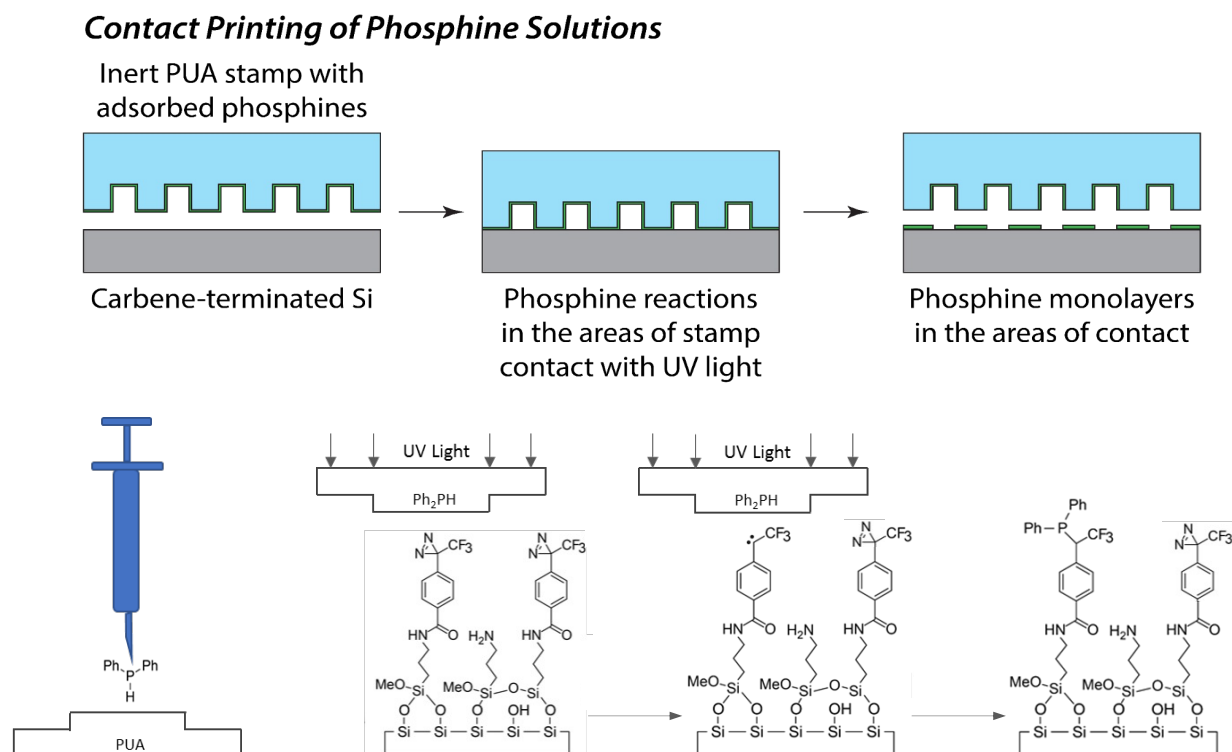 Contact Printing of Phosphine Solutions
Inert PUA stamp with
adsorbed phosphines
Carbene-terminated Si
Phosphine reactions
in the areas of stamp
contact with UV light
Phosphine monolayers
in the areas of contact
Ph P Ph
H
PUA
UV Light
Ph₂PH
N N CF₃
N N CF₃
HN O
H₂N
HN O
MeO Si
MeO Si O Si
O O O OH O
Si Si Si Si Si
UV Light
Ph₂PH
CF₃
N N CF₃
HN O
H₂N
HN O
MeO Si
MeO Si O Si
O O O OH O
Si Si Si Si Si
Ph
Ph P CF₃
N N CF₃
HN O
H₂N
HN O
MeO Si
MeO Si O Si
O O O OH O
Si Si Si Si Si